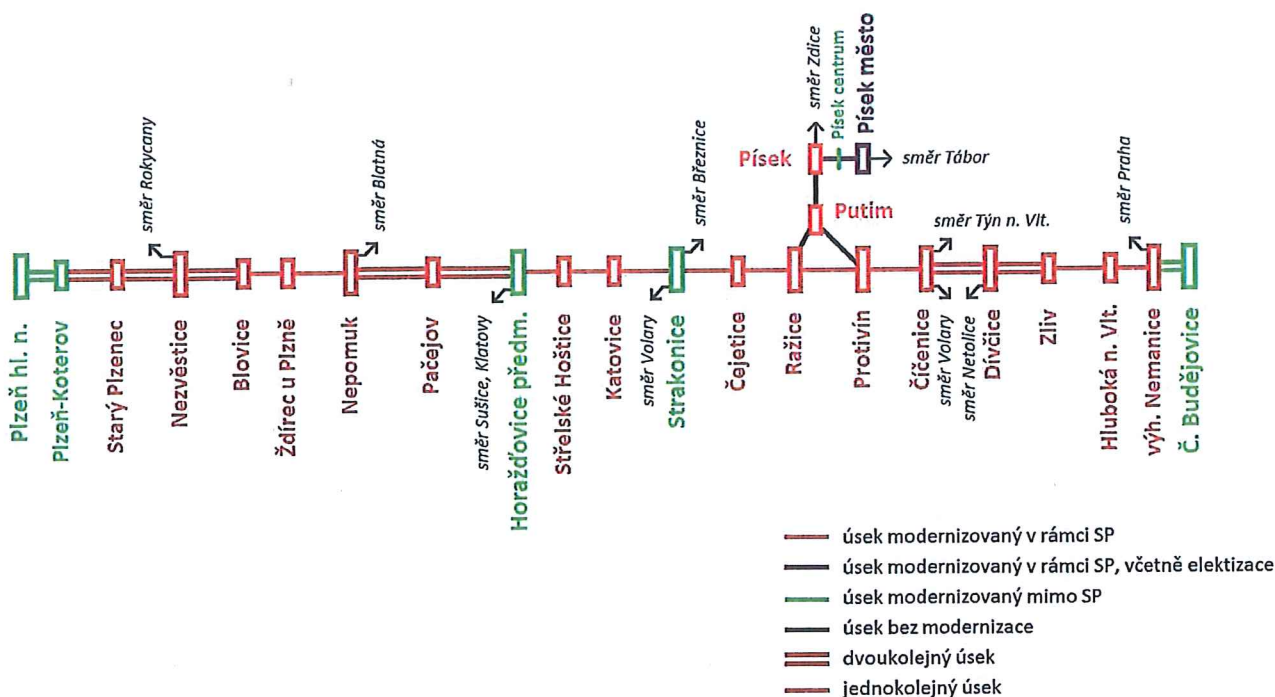 směr Zdice
Písek centrum
Písek město
Písek
směr Tábor
Putim
směr Rokycany
směr Blatná
směr Březnice
směr Týn n. Vlt.
směr Praha
Plzeň hl. n.
Plzeň-Koterov
Starý Plzenec
Nezvěstice
Blovice
Ždírec u Plzně
Nepomuk
Pačejov
směr Sušice, Klatovy
Horažďovice předm.
Střelské Hoštice
Katovice
směr Volary
Strakonice
Čejetice
Ražice
Protivín
Číčenice
směr Volary
směr Netolice
Dívčice
Zliv
Hluboká n. Vlt.
výh. Nemanice
Č. Budějovice
úsek modernizovaný v rámci SP
úsek modernizovaný v rámci SP, včetně elektizace
úsek modernizovaný mimo SP
úsek bez modernizace
dvoukolejný úsek
jednokolejný úsek